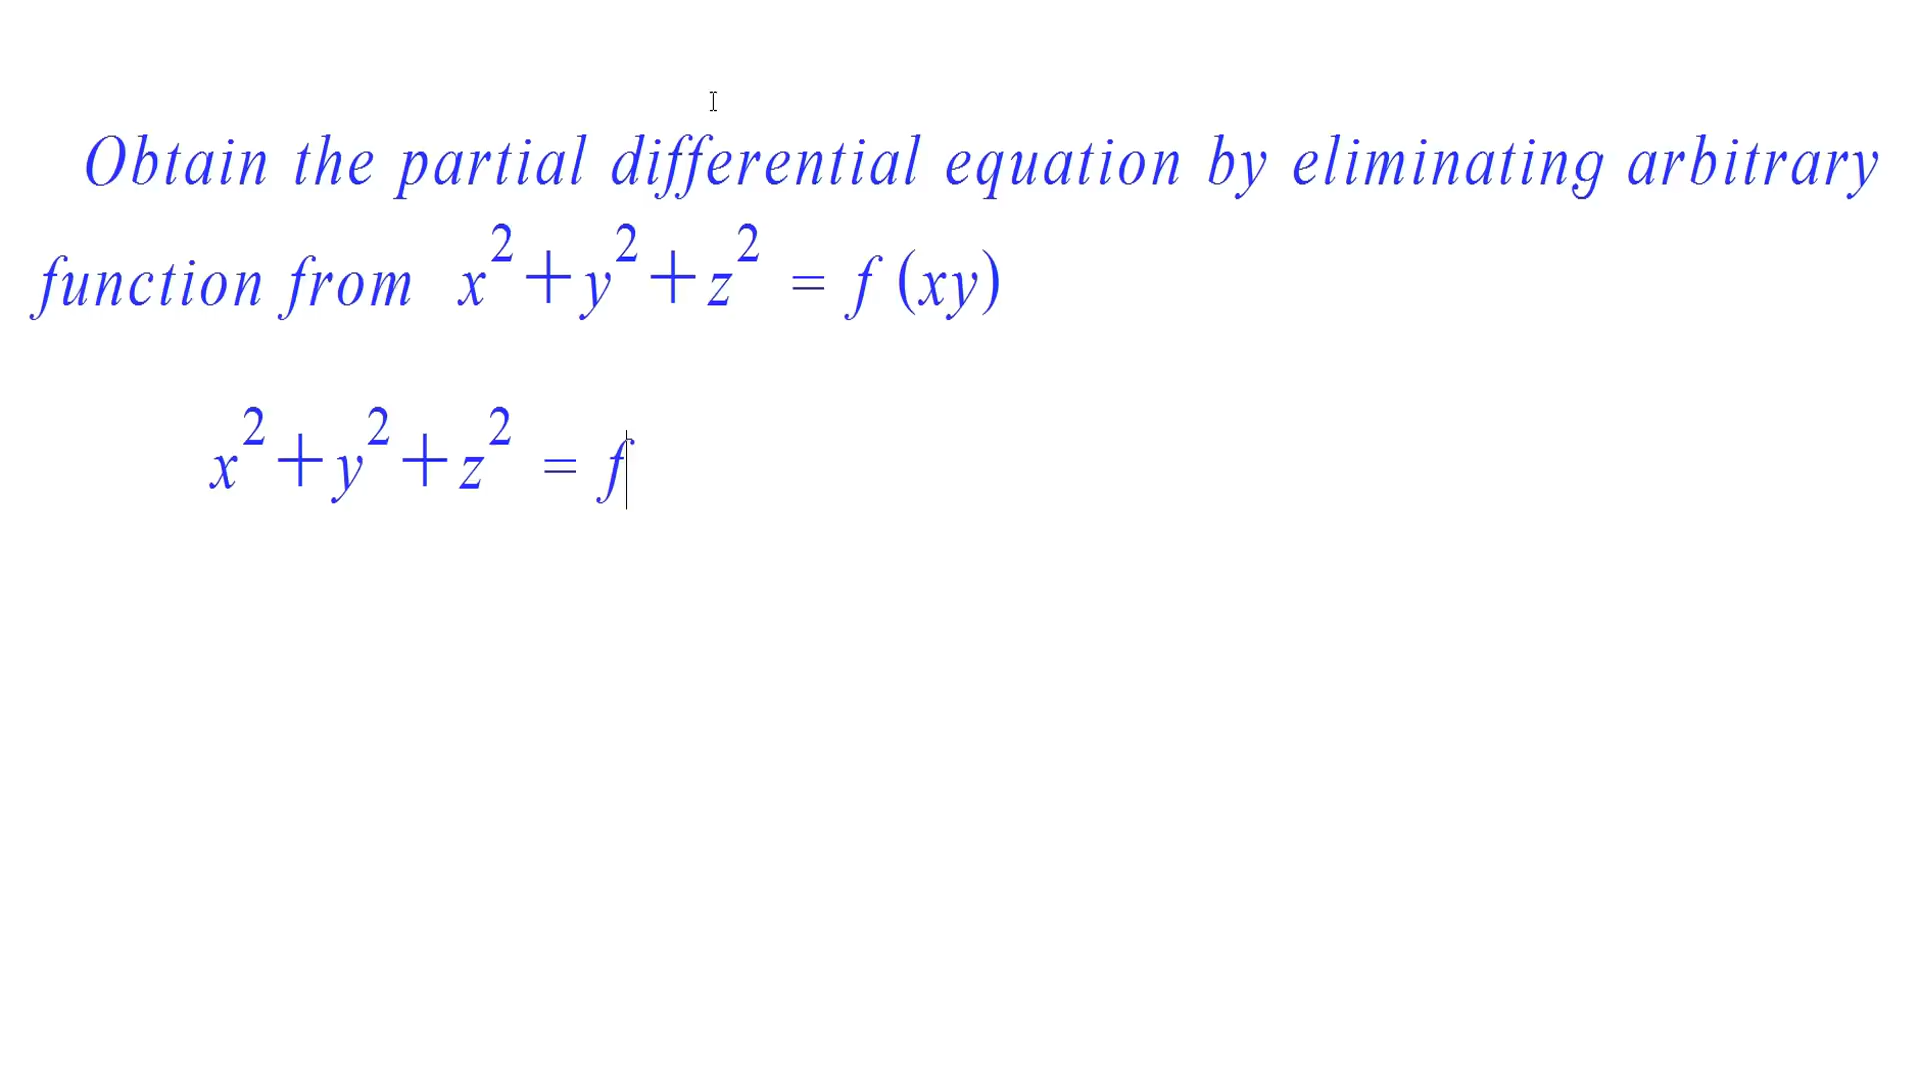 Obtain the partial differential equation by eliminating arbitrary
function from x² + y² + z² = f (xy)
x² + y² + z² = f